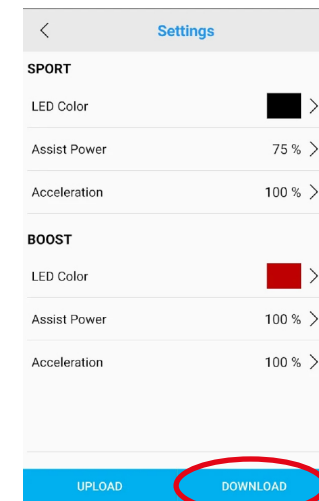 Settings
SPORT
LED Color
Assist Power 75 %
Acceleration 100 %
BOOST
LED Color
Assist Power 100 %
Acceleration 100 %
UPLOAD DOWNLOAD